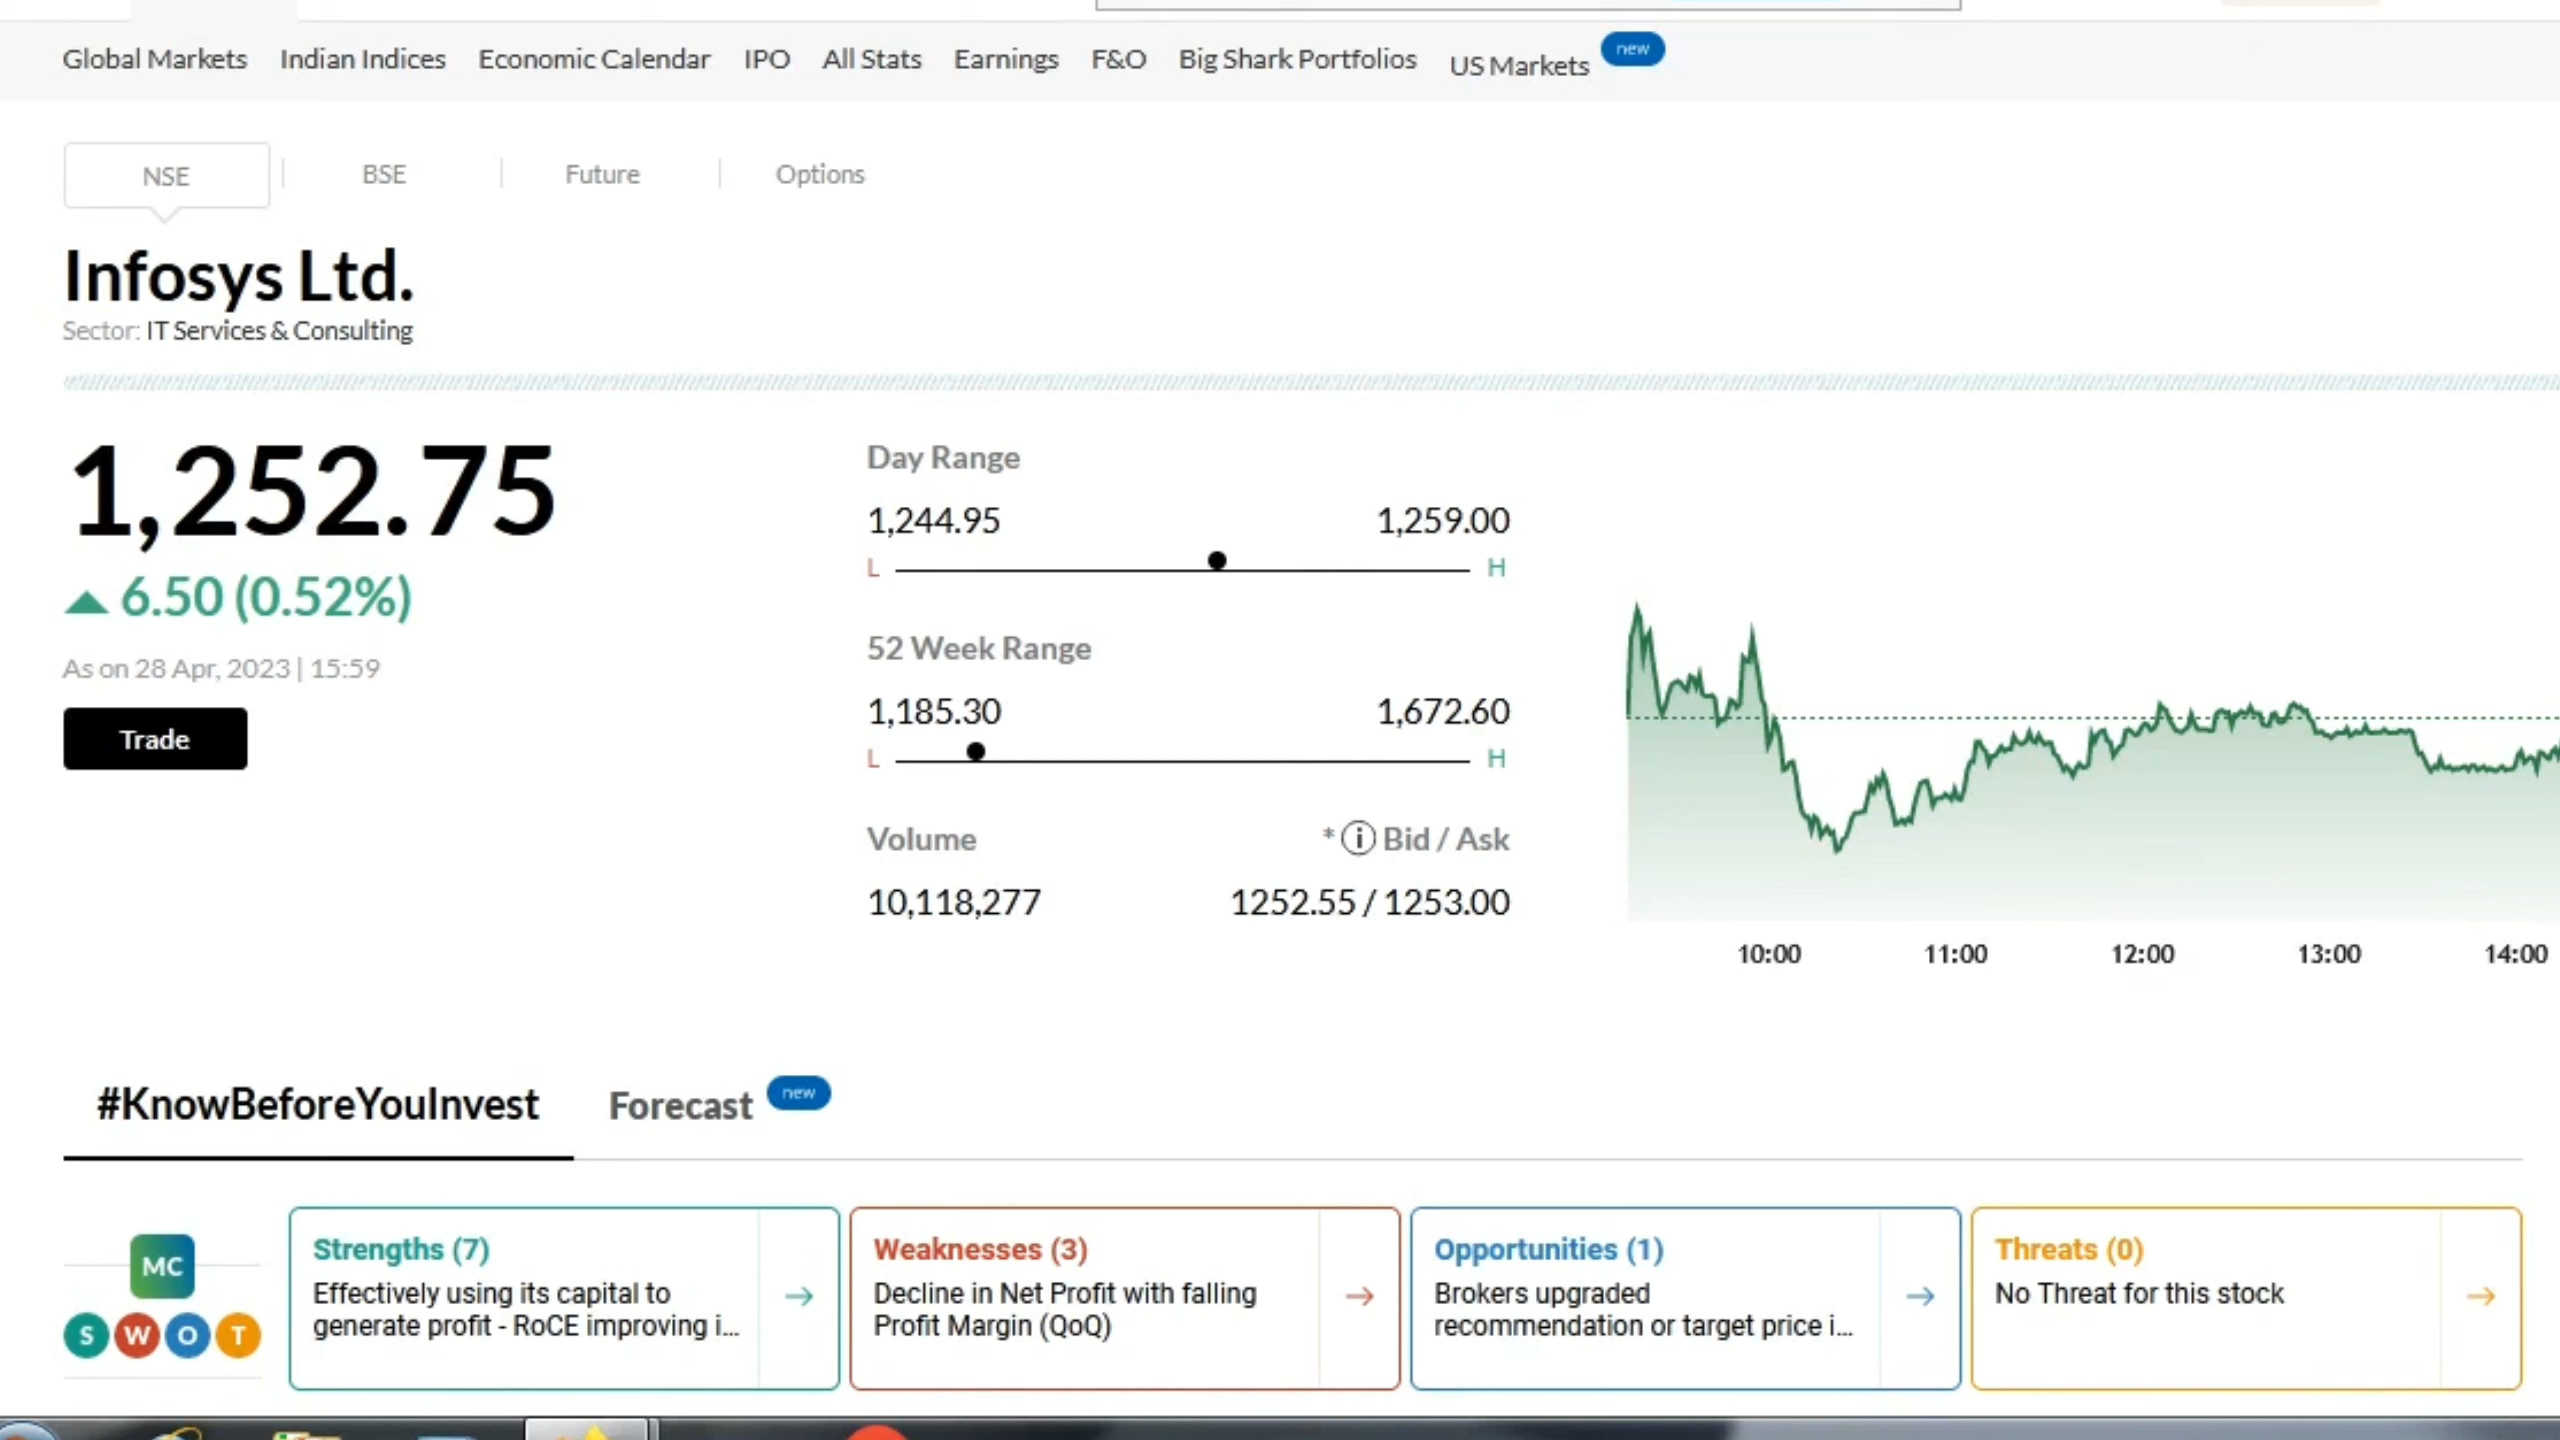 Global Markets Indian Indices Economic Calendar IPO All Stats Earnings F&O Big Shark Portfolios US Markets new
NSE BSE Future Options
Infosys Ltd.
Sector: IT Services & Consulting
1,252.75
6.50 (0.52%)
As on 28 Apr, 2023 | 15:59
Trade
Day Range
1,244.95 1,259.00
L H
52 Week Range
1,185.30 1,672.60
L H
Volume * i Bid / Ask
10,118,277 1252.55 / 1253.00
10:00 11:00 12:00 13:00 14:00
#KnowBeforeYouInvest Forecast new
MC
S W O T
Strengths (7)
Effectively using its capital to
generate profit - RoCE improving i...
Weaknesses (3)
Decline in Net Profit with falling
Profit Margin (QoQ)
Opportunities (1)
Brokers upgraded
recommendation or target price i...
Threats (0)
No Threat for this stock